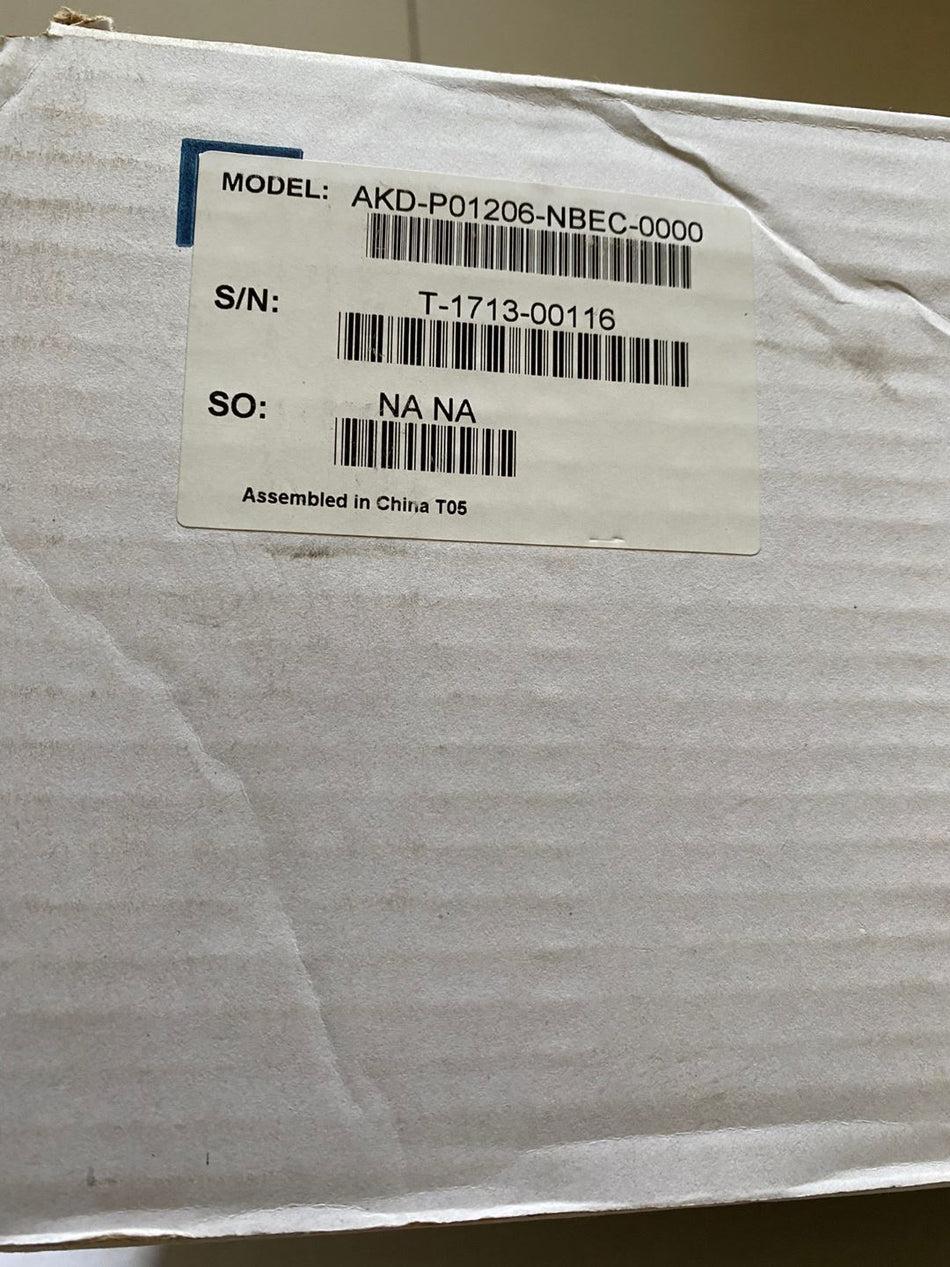 MODEL: AKD-P01206-NBEC-0000
S/N: T-1713-00116
SO: NA NA
Assembled in China T05